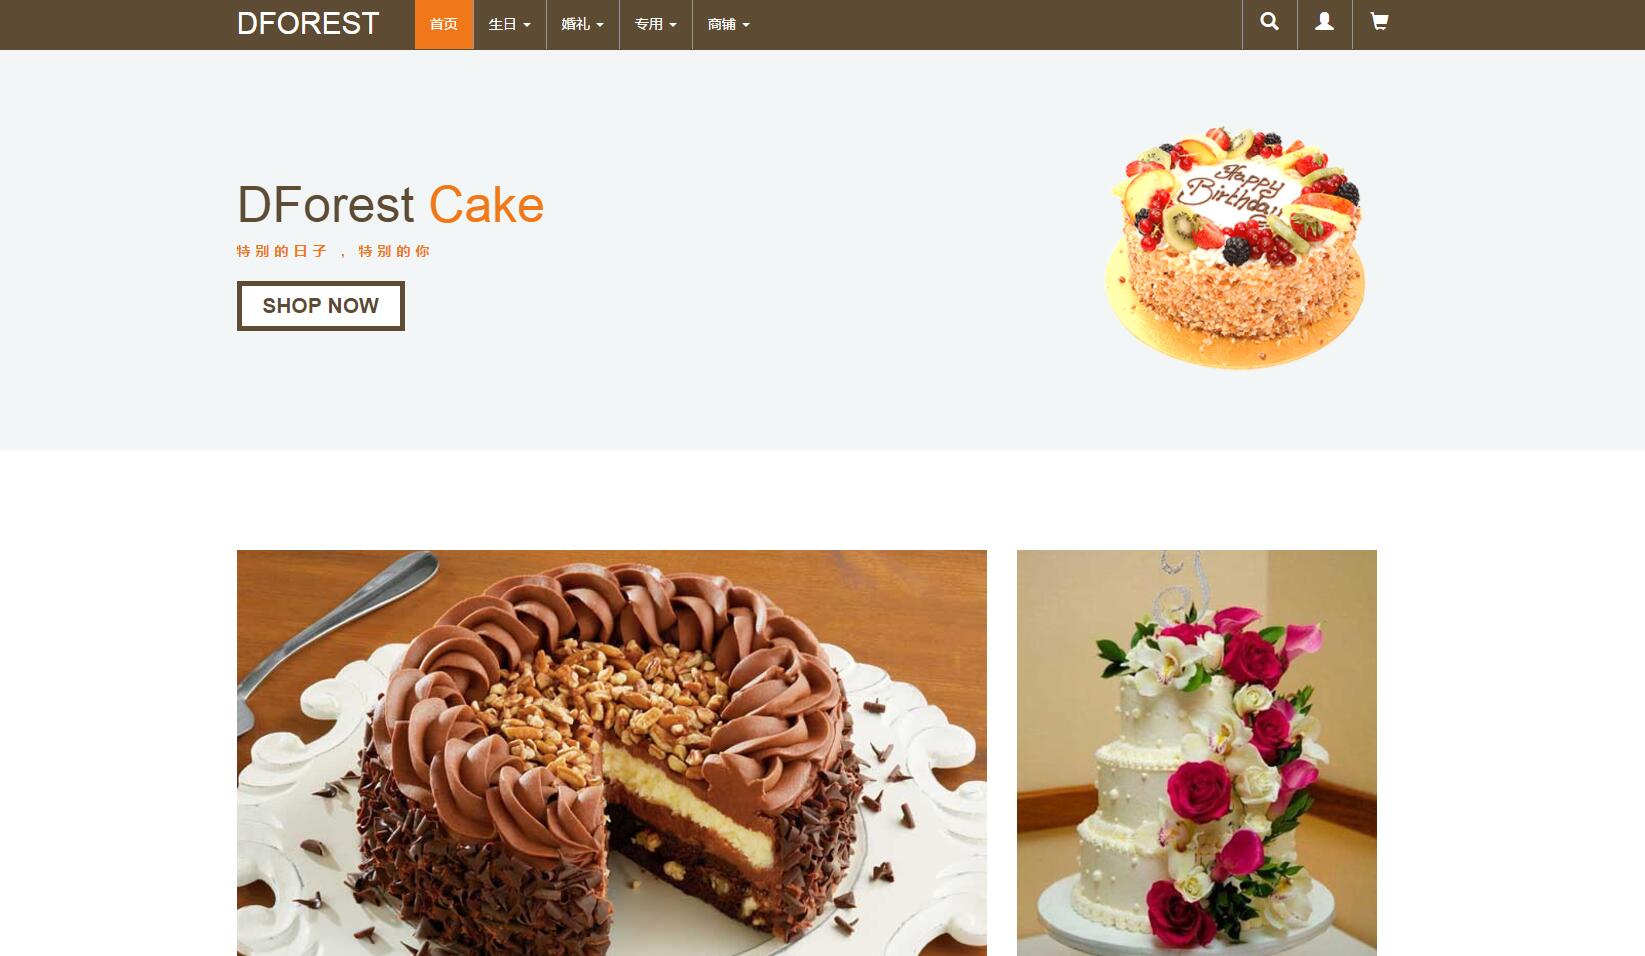 DFOREST
首页
生日
婚礼
专用
商铺
Happy
Birthday
DForest Cake
特别的日子 , 特别的你
SHOP NOW